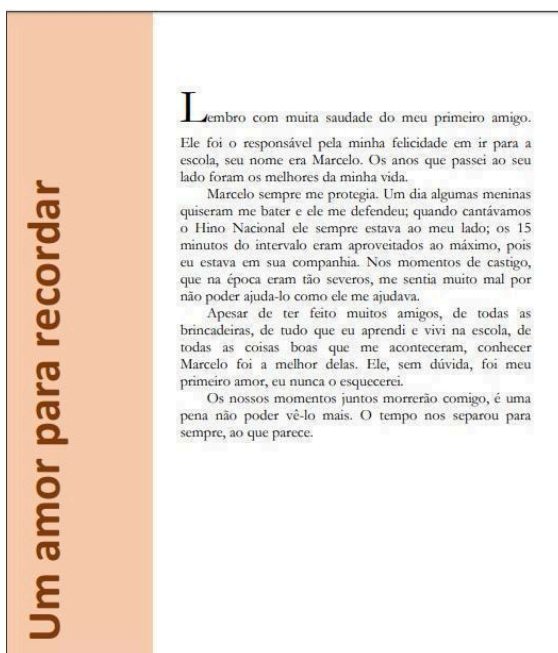 Um amor para recordar
Lembro com muita saudade do meu primeiro amigo.
Ele foi o responsável pela minha felicidade em ir para a
escola, seu nome era Marcelo. Os anos que passei ao seu
lado foram os melhores da minha vida.
Marcelo sempre me protegia. Um dia algumas meninas
quiseram me bater e ele me defendeu; quando cantávamos
o Hino Nacional ele sempre estava ao meu lado; os 15
minutos do intervalo eram aproveitados ao máximo, pois
eu estava em sua companhia. Nos momentos de castigo,
que na época eram tão severos, me sentia muito mal por
não poder ajuda-lo como ele me ajudava.
Apesar de ter feito muitos amigos, de todas as
brincadeiras, de tudo que eu aprendi e vivi na escola, de
todas as coisas boas que me aconteceram, conhecer
Marcelo foi a melhor delas. Ele, sem dúvida, foi meu
primeiro amor, eu nunca o esquecerei.
Os nossos momentos juntos morrerão comigo, é uma
pena não poder vê-lo mais. O tempo nos separou para
sempre, ao que parece.